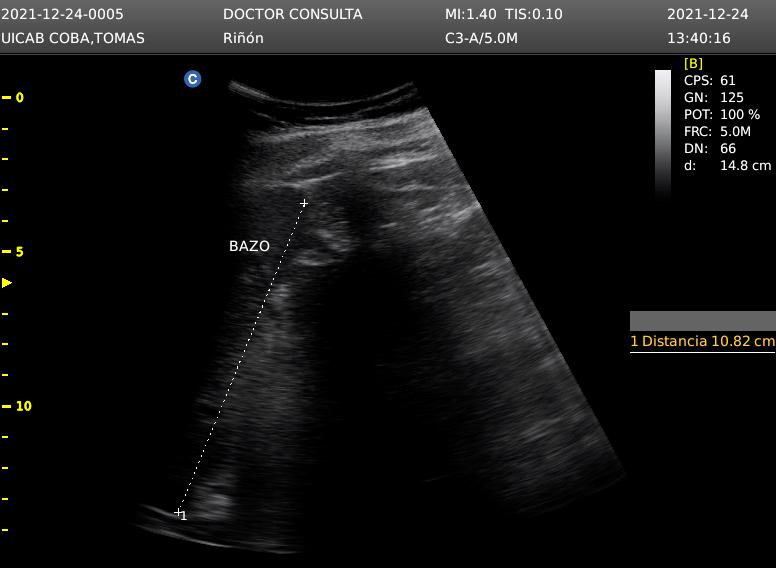 2021-12-24-0005 DOCTOR CONSULTA MI:1.40 TIS:0.10 2021-12-24
UICAB COBA,TOMAS Riñón C3-A/5.0M 13:40:16
C
[B]
CPS: 61
GN: 125
POT: 100 %
FRC: 5.0M
DN: 66
d: 14.8 cm
0
BAZO
5
1 Distancia 10.82 cm
10
1